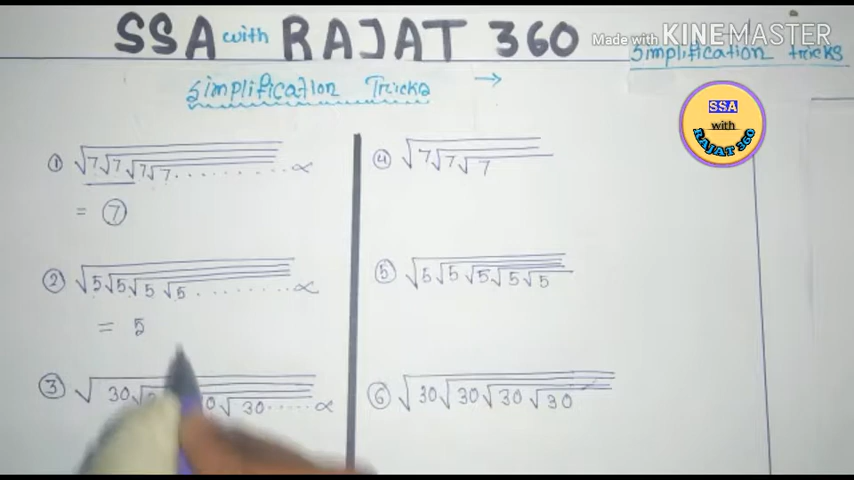 SSA with RAJAT 360
Made with KINEMASTER
Simplification tricks
Simplification Tricks →
SSA
with
RAJAT 360
① √7√7√7√7........∝
= ⑦
② √5√5√5√5........∝
= 5
③ √30√ 0√30.....∝
④ √7√7√7
⑤ √5√5√5√5√5
⑥ √30√30√30√30